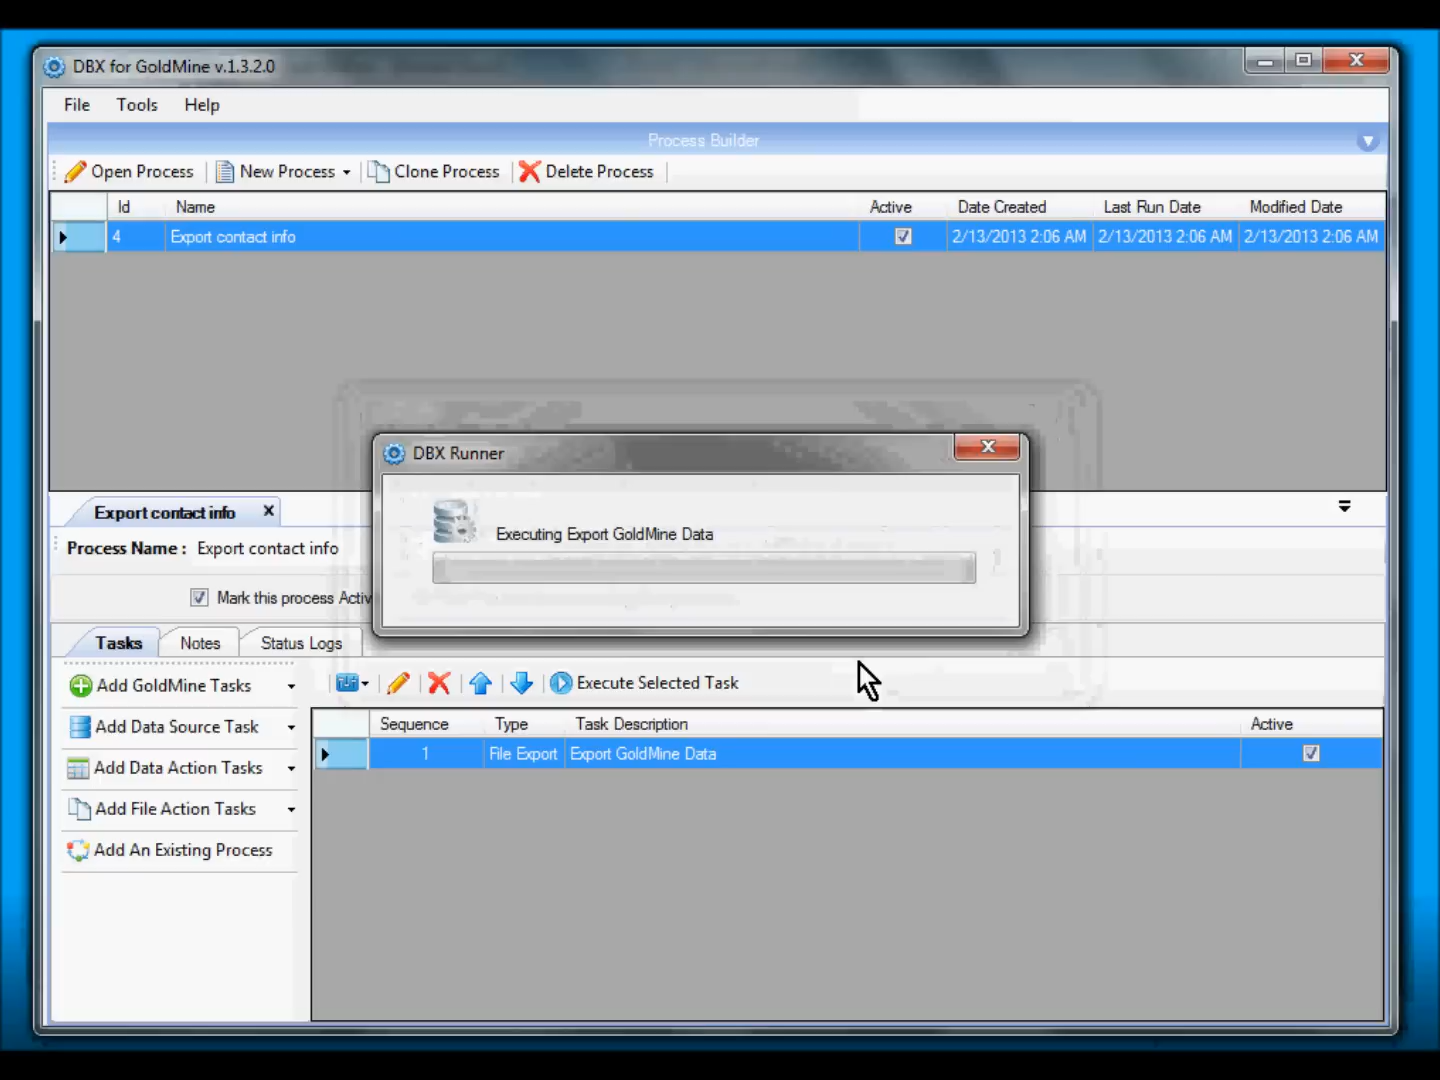 DBX for GoldMine v.1.3.2.0
File Tools Help
Process Builder
Open Process New Process Clone Process Delete Process
Id Name Active Date Created Last Run Date Modified Date
4 Export contact info 2/13/2013 2:06 AM 2/13/2013 2:06 AM 2/13/2013 2:06 AM
DBX Runner
Executing Export GoldMine Data
Export contact info
Process Name : Export contact info
Mark this process Activ
Tasks Notes Status Logs
Add GoldMine Tasks
Execute Selected Task
Add Data Source Task
Add Data Action Tasks
Add File Action Tasks
Add An Existing Process
Sequence Type Task Description Active
1 File Export Export GoldMine Data